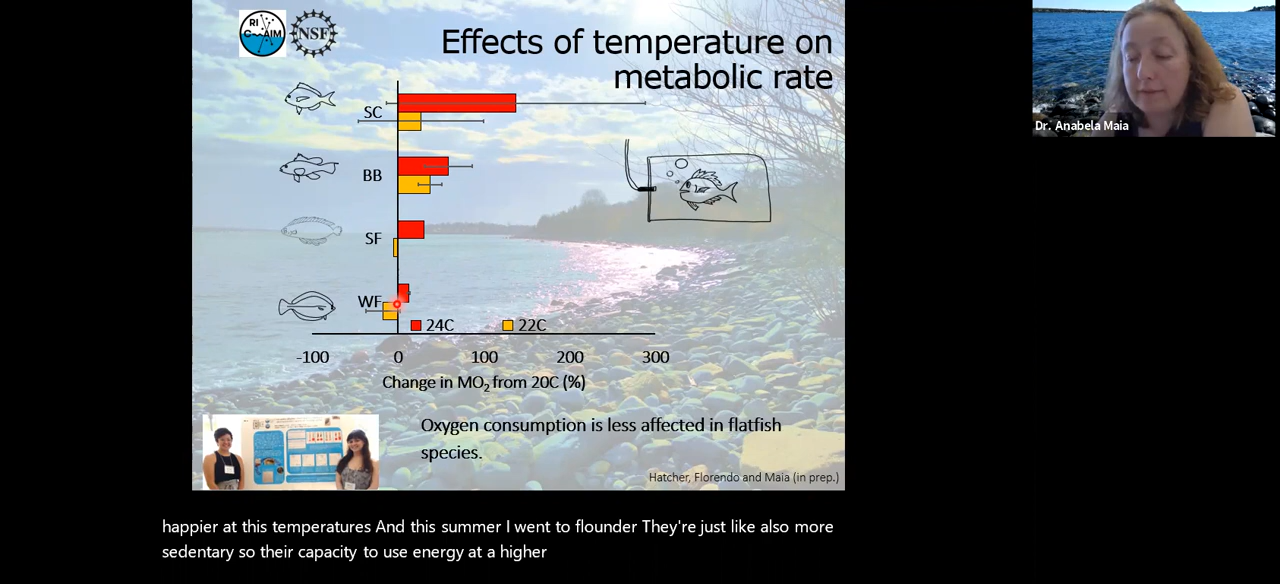 RI
C~AIM
NSF
Effects of temperature on
metabolic rate
SC
BB
SF
WF
24C 22C
-100 0 100 200 300
Change in MO2 from 20C (%)
Oxygen consumption is less affected in flatfish
species.
Hatcher, Florendo and Maia (in prep.)
Dr. Anabela Maia
happier at this temperatures And this summer I went to flounder They're just like also more
sedentary so their capacity to use energy at a higher